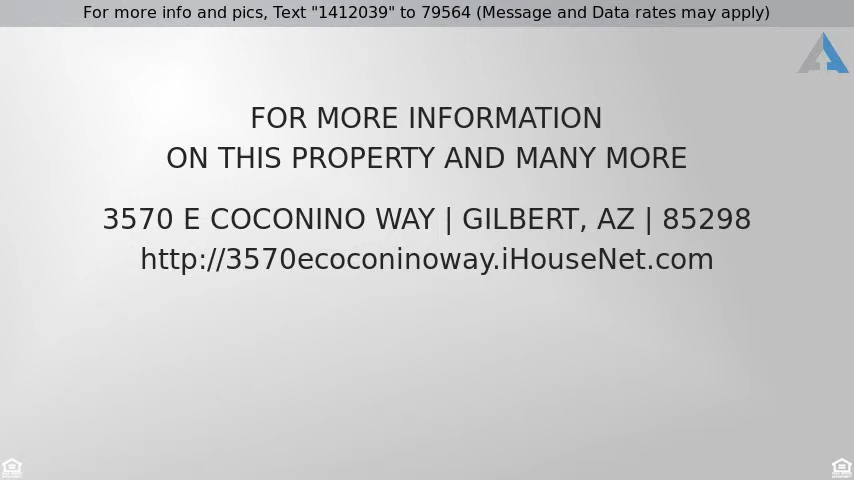 For more info and pics, Text "1412039" to 79564 (Message and Data rates may apply)
FOR MORE INFORMATION
ON THIS PROPERTY AND MANY MORE
3570 E COCONINO WAY | GILBERT, AZ | 85298
http://3570ecoconinoway.iHouseNet.com